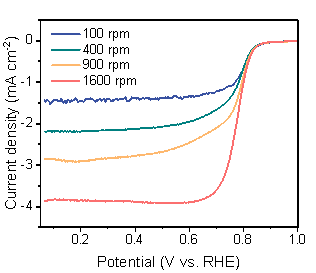 100 rpm
400 rpm
900 rpm
1600 rpm
Current density (mA cm⁻²)
0
-1
-2
-3
-4
0.2 0.4 0.6 0.8 1.0
Potential (V vs. RHE)